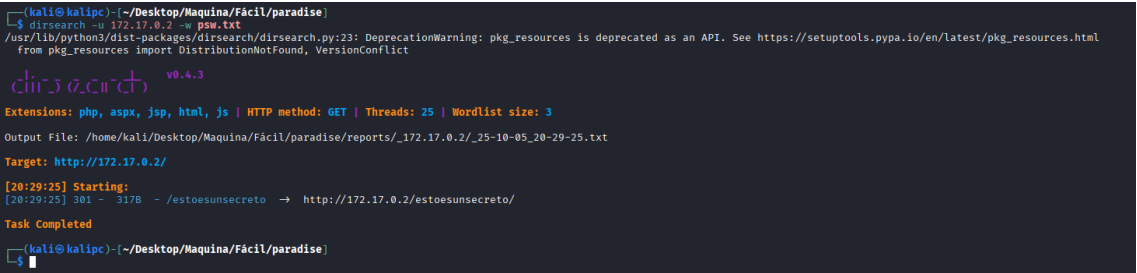 ┌──(kali㉿kalipc)-[~/Desktop/Maquina/Fácil/paradise]
└─$ dirsearch -u 172.17.0.2 -w psw.txt
/usr/lib/python3/dist-packages/dirsearch/dirsearch.py:23: DeprecationWarning: pkg_resources is deprecated as an API. See https://setuptools.pypa.io/en/latest/pkg_resources.html
  from pkg_resources import DistributionNotFound, VersionConflict
  _|. _ _  _  _  _ _|_    v0.4.3
 (_||| _) (/_(_|| (_| )
Extensions: php, aspx, jsp, html, js | HTTP method: GET | Threads: 25 | Wordlist size: 3
Output File: /home/kali/Desktop/Maquina/Fácil/paradise/reports/_172.17.0.2/_25-10-05_20-29-25.txt
Target: http://172.17.0.2/
[20:29:25] Starting:
[20:29:25] 301 -  317B  - /estoesunsecreto  →  http://172.17.0.2/estoesunsecreto/
Task Completed
┌──(kali㉿kalipc)-[~/Desktop/Maquina/Fácil/paradise]
└─$